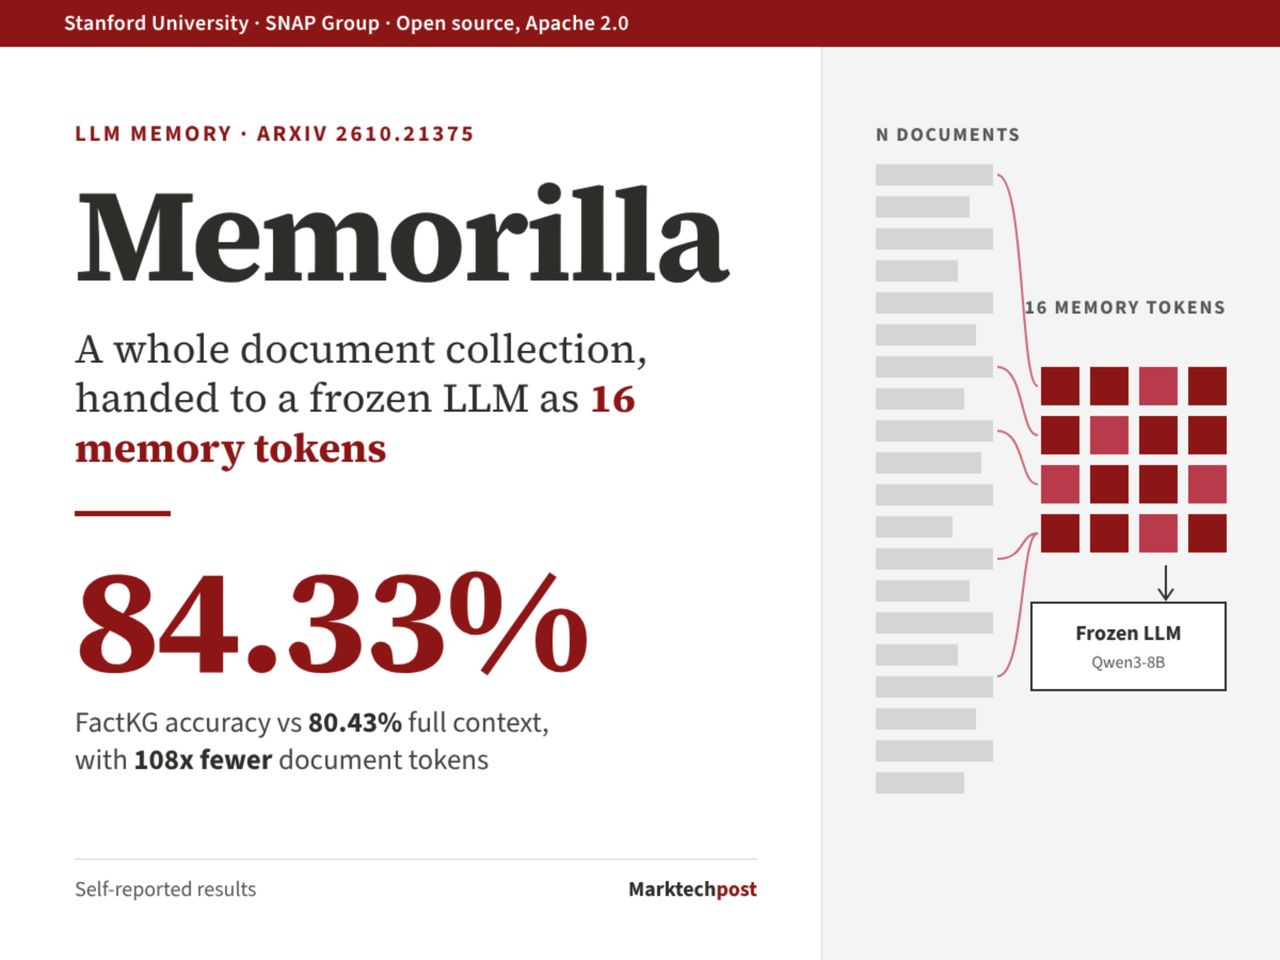 Stanford University · SNAP Group · Open source, Apache 2.0
LLM MEMORY · ARXIV 2610.21375
Memorilla
A whole document collection,
handed to a frozen LLM as 16
memory tokens
84.33%
FactKG accuracy vs 80.43% full context,
with 108x fewer document tokens
Self-reported results
Marktechpost
N DOCUMENTS
16 MEMORY TOKENS
Frozen LLM
Qwen3-8B